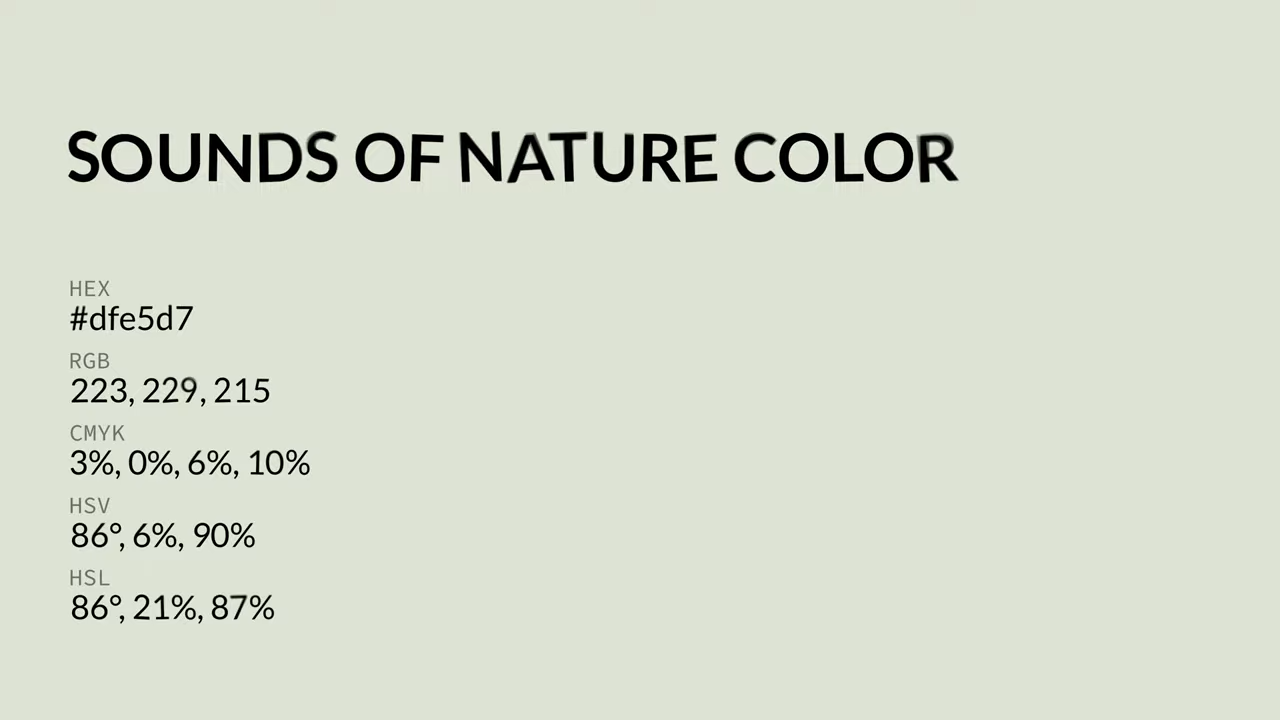 SOUNDS OF NATURE COLOR
HEX
#dfe5d7
RGB
223, 229, 215
CMYK
3%, 0%, 6%, 10%
HSV
86°, 6%, 90%
HSL
86°, 21%, 87%